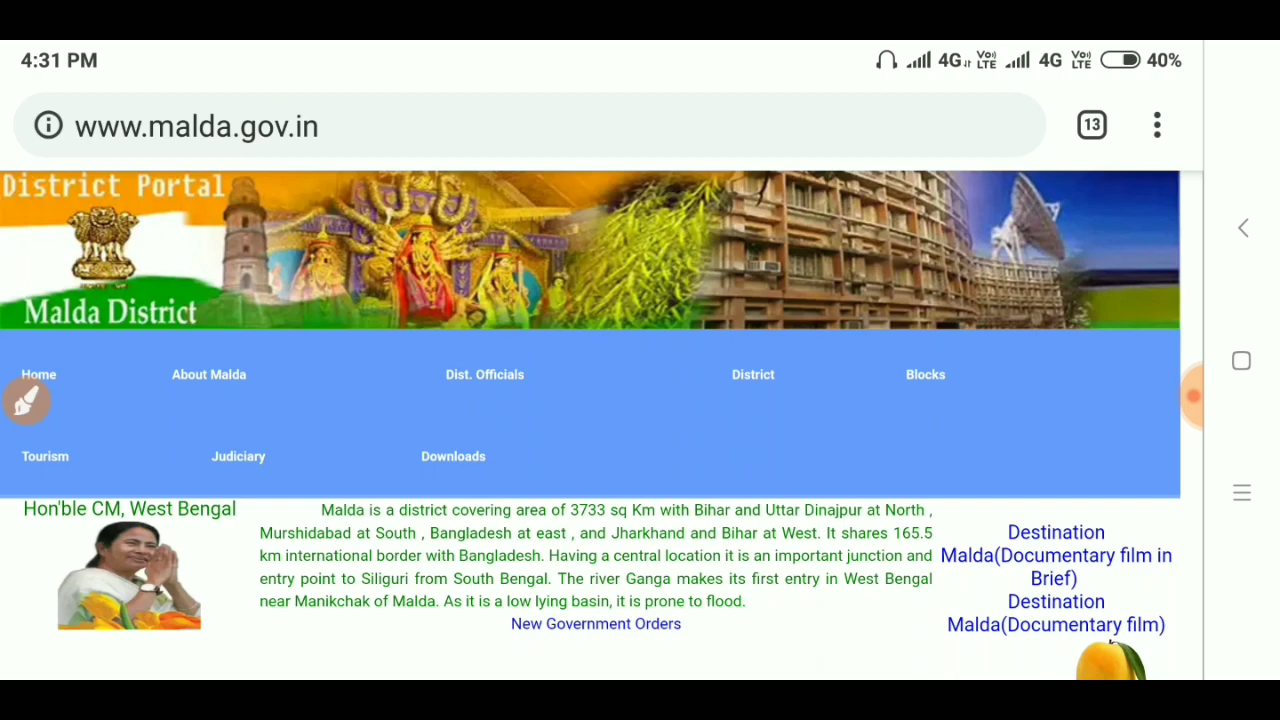 4:31 PM
4G Vo) LTE 4G Vo) LTE 40%
www.malda.gov.in
13
District Portal
Malda District
Home About Malda Dist. Officials District Blocks
Tourism Judiciary Downloads
Hon'ble CM, West Bengal
Malda is a district covering area of 3733 sq Km with Bihar and Uttar Dinajpur at North ,
Murshidabad at South , Bangladesh at east , and Jharkhand and Bihar at West. It shares 165.5
km international border with Bangladesh. Having a central location it is an important junction and
entry point to Siliguri from South Bengal. The river Ganga makes its first entry in West Bengal
near Manikchak of Malda. As it is a low lying basin, it is prone to flood.
New Government Orders
Destination
Malda(Documentary film in
Brief)
Destination
Malda(Documentary film)